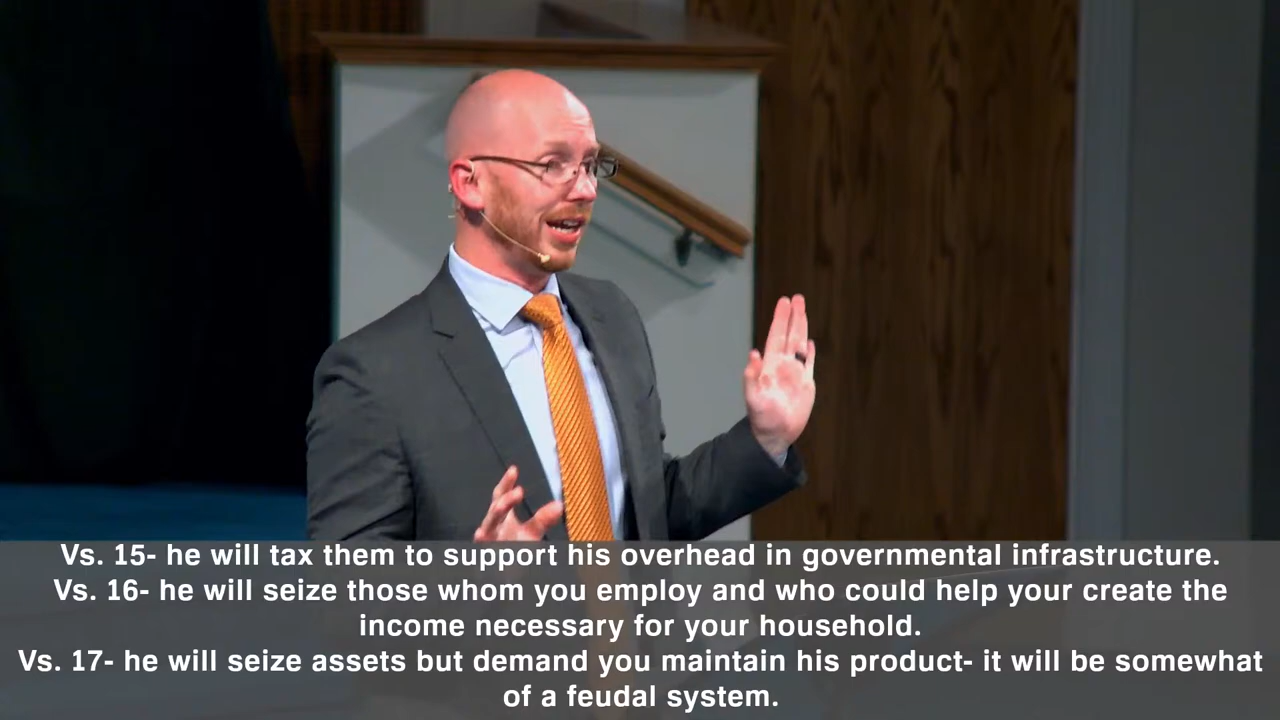 Vs. 15- he will tax them to support his overhead in governmental infrastructure.
Vs. 16- he will seize those whom you employ and who could help your create the
income necessary for your household.
Vs. 17- he will seize assets but demand you maintain his product- it will be somewhat
of a feudal system.